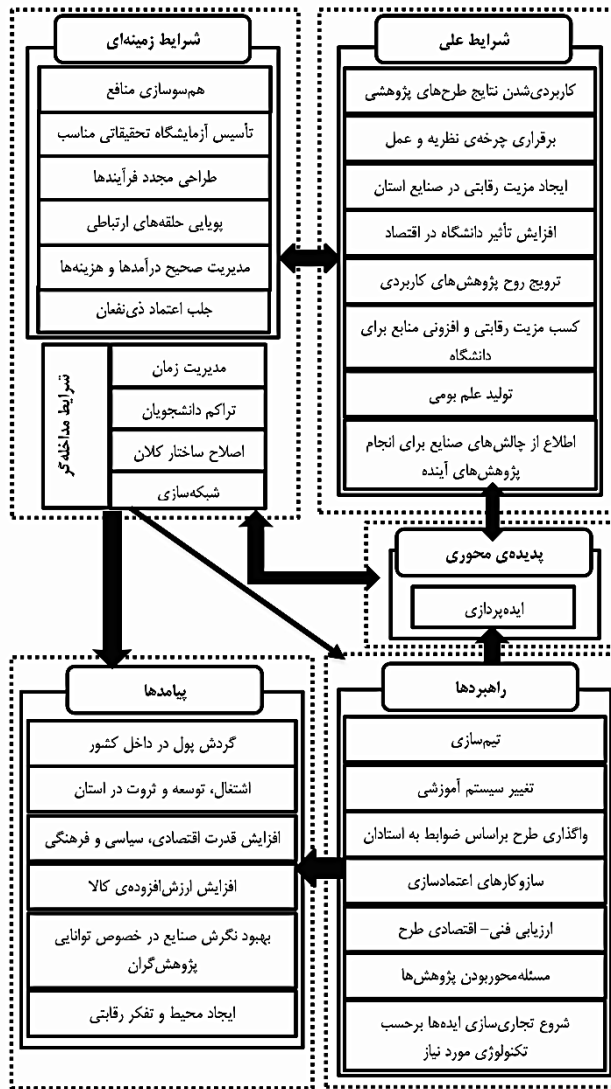 شرایط علی
کاربردی‌شدن نتایج طرح‌های پژوهشی
برقراری چرخه‌ی نظریه و عمل
ایجاد مزیت رقابتی در صنایع استان
افزایش تأثیر دانشگاه در اقتصاد
ترویج روح پژوهش‌های کاربردی
کسب مزیت رقابتی و افزونی منابع برای
دانشگاه
تولید علم بومی
اطلاع از چالش‌های صنایع برای انجام
پژوهش‌های آینده
شرایط زمینه‌ای
هم‌سوسازی منافع
تأسیس آزمایشگاه تحقیقاتی مناسب
طراحی مجدد فرآیندها
پویایی حلقه‌های ارتباطی
مدیریت صحیح درآمدها و هزینه‌ها
جلب اعتماد ذی‌نفعان
شرایط مداخله‌گر
مدیریت زمان
تراکم دانشجویان
اصلاح ساختار کلان
شبکه‌سازی
پدیده‌ی محوری
ایده‌پردازی
راهبردها
تیم‌سازی
تغییر سیستم آموزشی
واگذاری طرح براساس ضوابط به استادان
سازوکارهای اعتمادسازی
ارزیابی فنی– اقتصادی طرح
مسئله‌محوربودن پژوهش‌ها
شروع تجاری‌سازی ایده‌ها برحسب
تکنولوژی مورد نیاز
پیامدها
گردش پول در داخل کشور
اشتغال، توسعه و ثروت در استان
افزایش قدرت اقتصادی، سیاسی و فرهنگی
افزایش ارزش‌افزوده‌ی کالا
بهبود نگرش صنایع در خصوص توانایی
پژوهش‌گران
ایجاد محیط و تفکر رقابتی